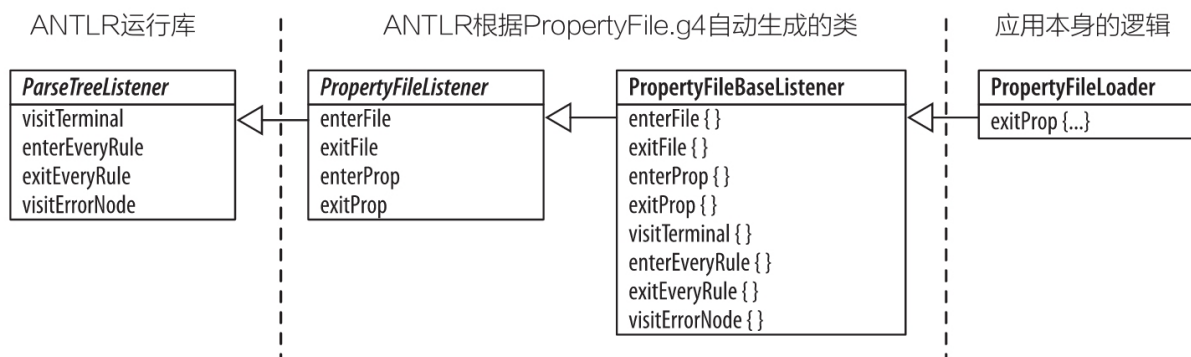 ANTLR运行库
ANTLR根据PropertyFile.g4自动生成的类
应用本身的逻辑
ParseTreeListener
visitTerminal
enterEveryRule
exitEveryRule
visitErrorNode
PropertyFileListener
enterFile
exitFile
enterProp
exitProp
PropertyFileBaseListener
enterFile { }
exitFile { }
enterProp { }
exitProp { }
visitTerminal { }
enterEveryRule { }
exitEveryRule { }
visitErrorNode { }
PropertyFileLoader
exitProp {...}